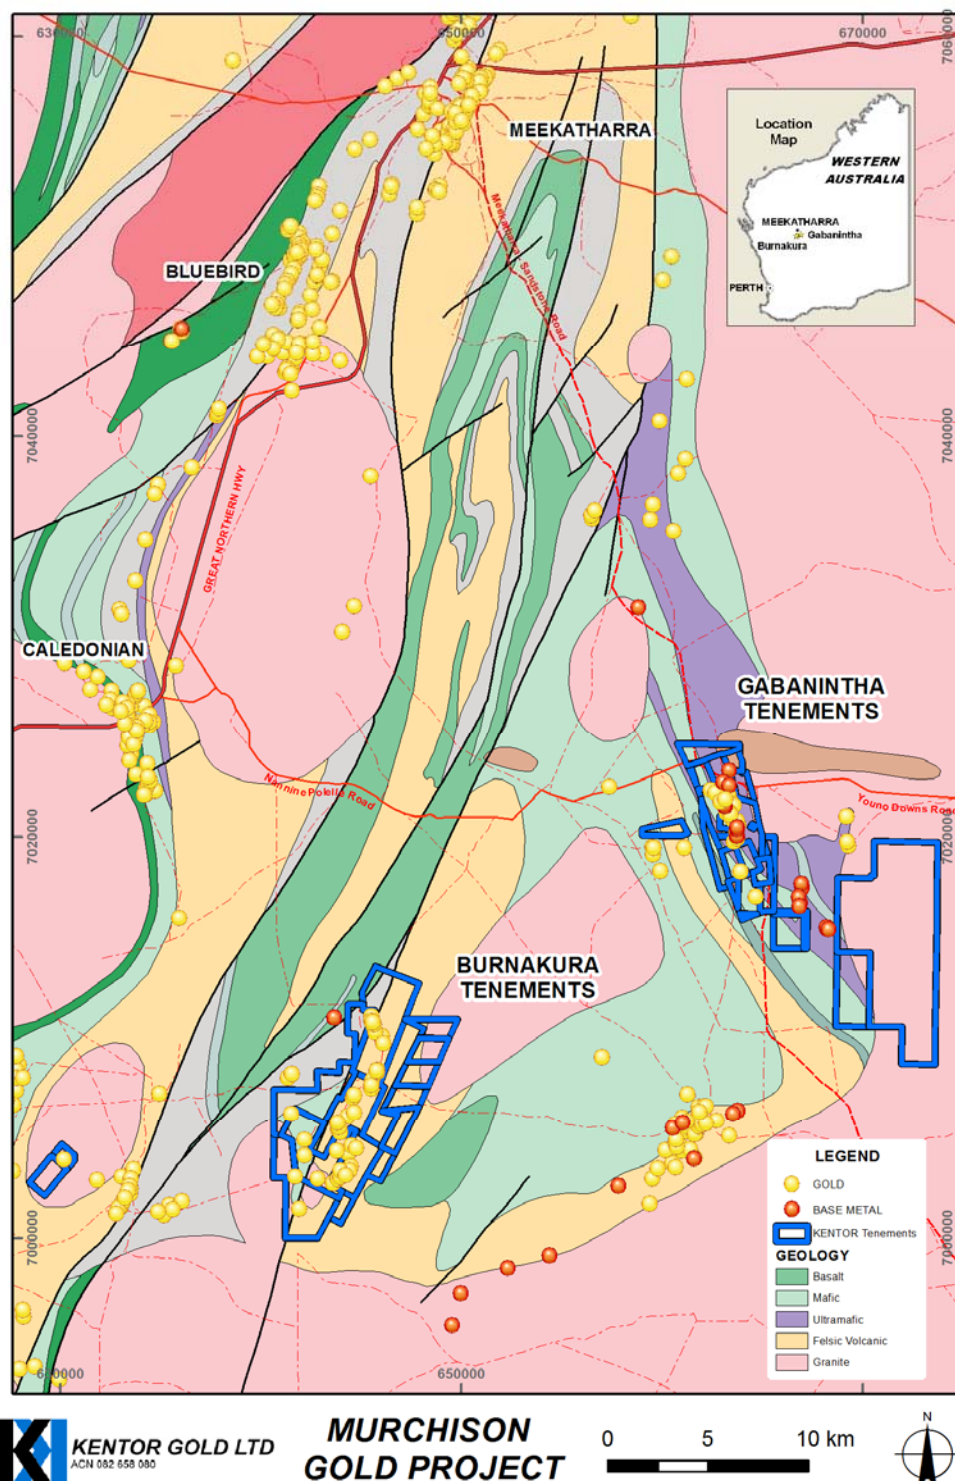 630000
650000
670000
7060000
MEEKATHARRA
Location
Map
WESTERN
AUSTRALIA
MEEKATHARRA
Gabanintha
Burnakura
PERTH
Meekatharra - Sandstone Road
BLUEBIRD
7040000
7040000
GREAT NORTHERN HWY
CALEDONIAN
GABANINTHA
TENEMENTS
Nannine Polelle Road
Youno Downs Road
7020000
7020000
BURNAKURA
TENEMENTS
LEGEND
GOLD
BASE METAL
KENTOR Tenements
GEOLOGY
Basalt
Mafic
Ultramafic
Felsic Volcanic
Granite
7000000
7000000
650000
KENTOR GOLD LTD
ACN 082 658 080
MURCHISON
GOLD PROJECT
0 5 10 km
N